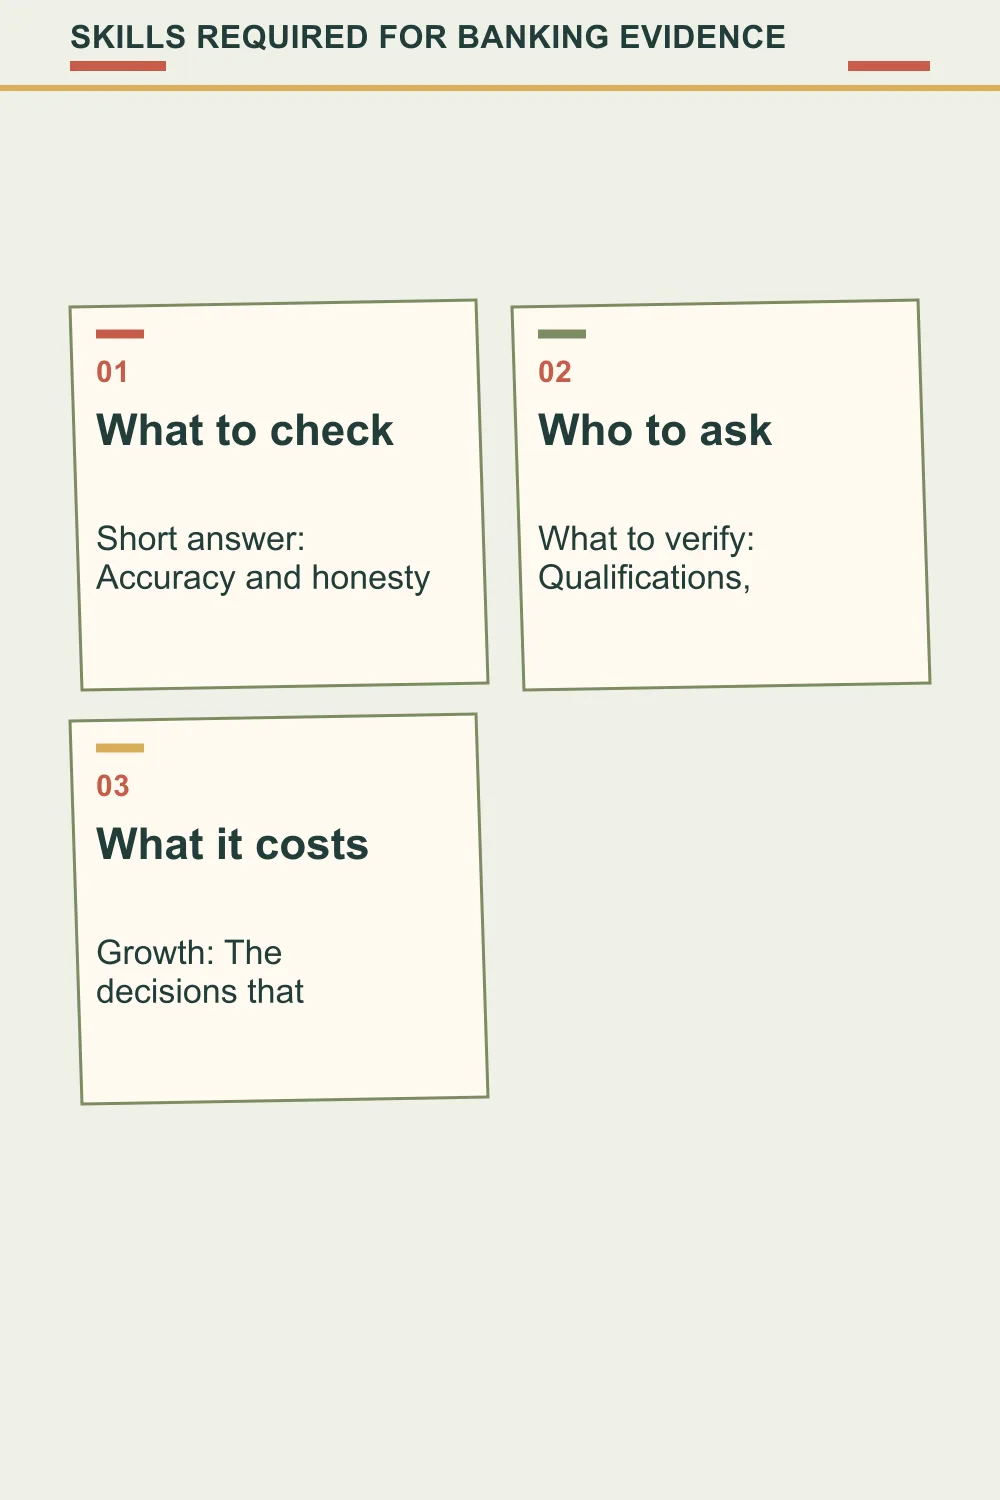 SKILLS REQUIRED FOR BANKING EVIDENCE
01
What to check
Short answer:
Accuracy and honesty
02
Who to ask
What to verify:
Qualifications,
03
What it costs
Growth: The
decisions that